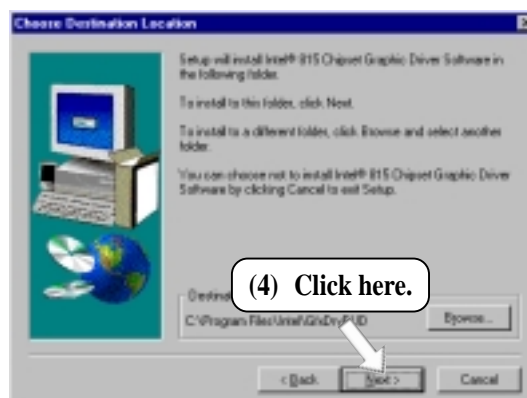 Choose Destination Location
Setup will install Intel® 815 Chipset Graphic Driver Software in
the following folder.
To install to this folder, click Next.
To install to a different folder, click Browse and select another
folder.
You can choose not to install Intel® 815 Chipset Graphic Driver
Software by clicking Cancel to exit Setup.
(4) Click here.
C:\Program Files\Intel\
Browse...
< Back
Next >
Cancel